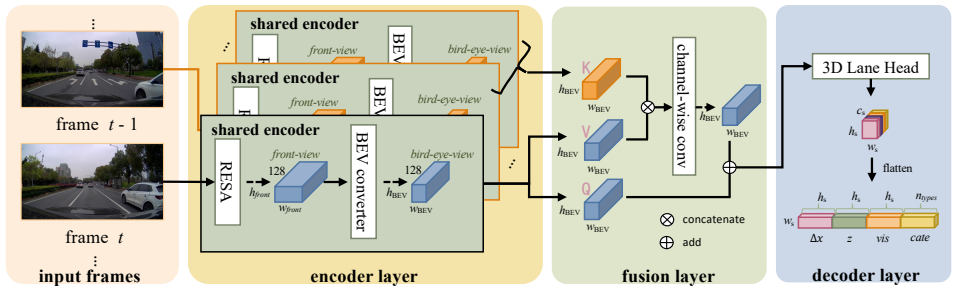 frame t - 1
frame t
input frames
shared encoder
front-view
BEV
bird-eye-view
shared encoder
front-view
BEV
bird-eye-view
shared encoder
RESA
front-view
128
h_front
w_front
BEV converter
bird-eye-view
128
h_BEV
w_BEV
encoder layer
K
h_BEV
w_BEV
V
h_BEV
w_BEV
Q
h_BEV
w_BEV
channel-wise conv
h_BEV
w_BEV
concatenate
add
fusion layer
3D Lane Head
c_s
h_s
w_s
flatten
h_s h_s h_s n_types
w_s
Δx z vis cate
decoder layer